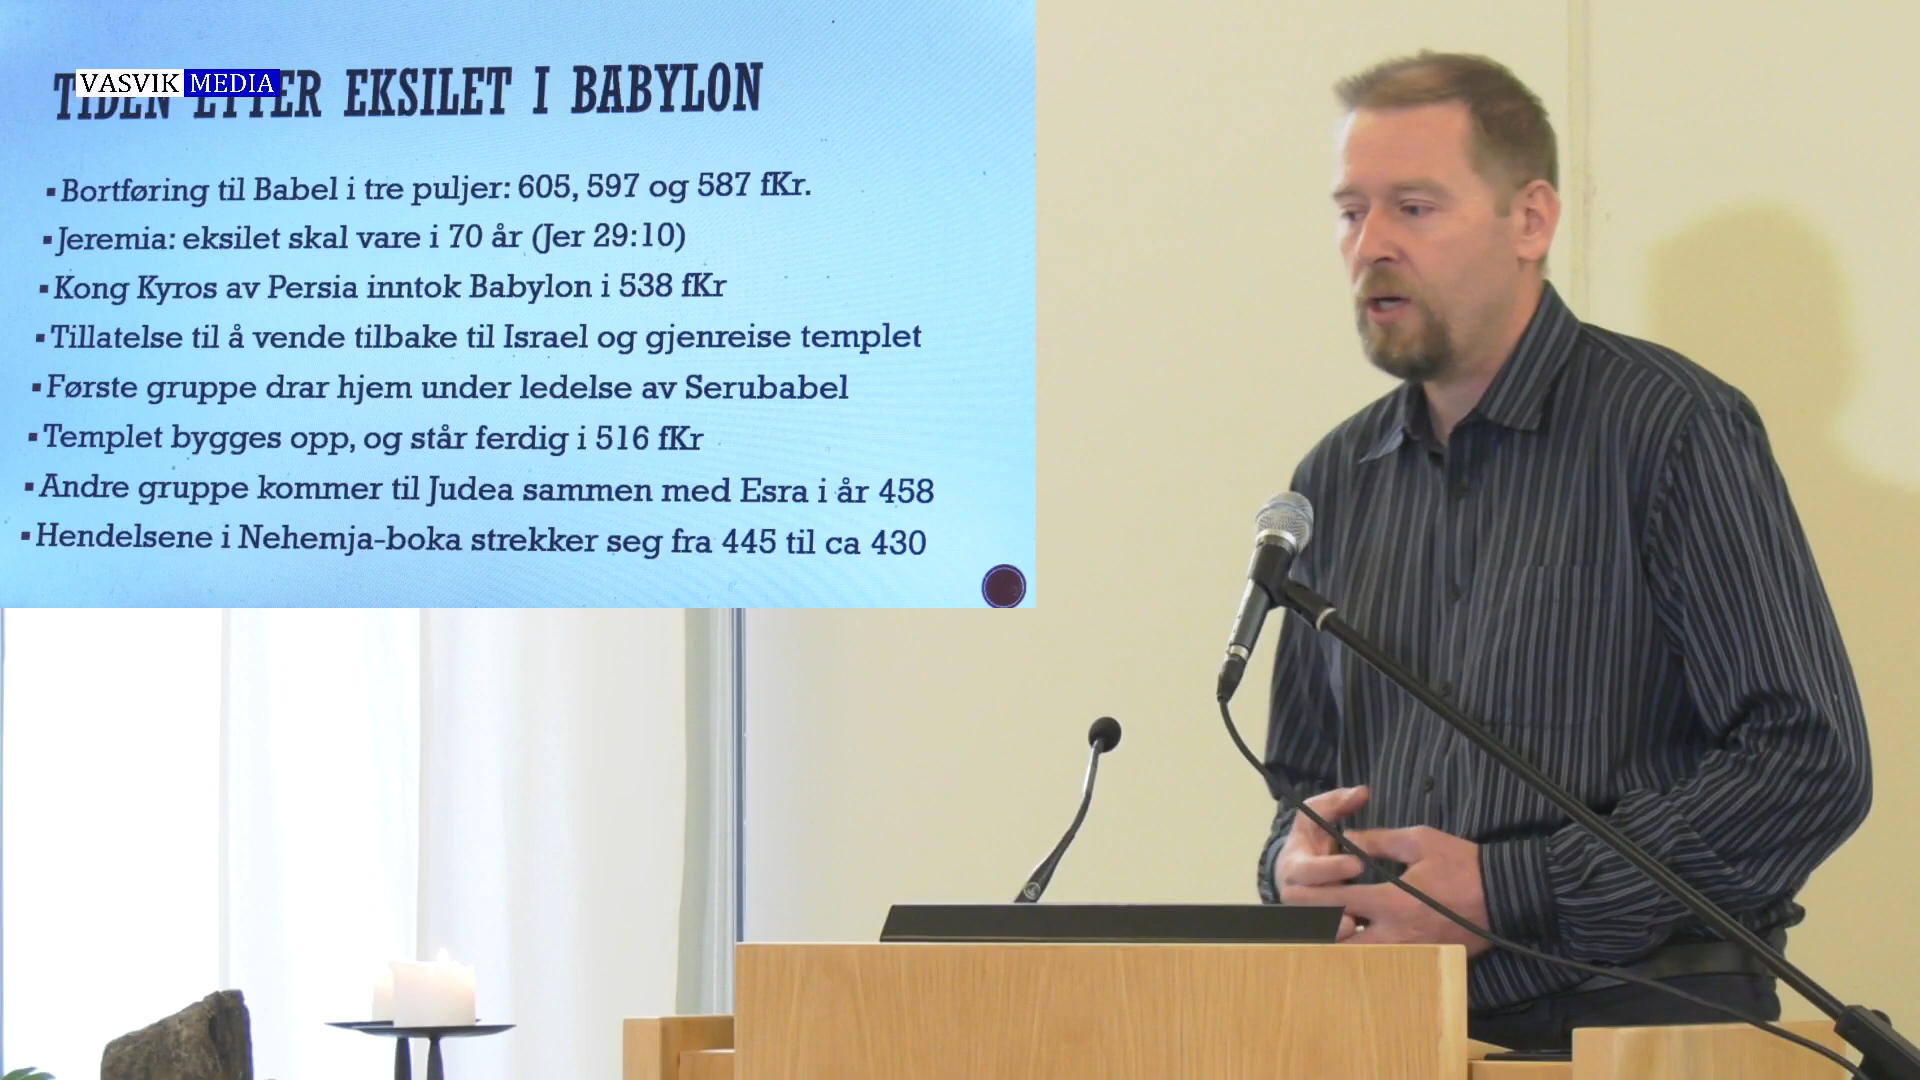 VASVIK MEDIA
TIDEN ETTER EKSILET I BABYLON
▪Bortføring til Babel i tre puljer: 605, 597 og 587 fKr.
▪Jeremia: eksilet skal vare i 70 år (Jer 29:10)
▪Kong Kyros av Persia inntok Babylon i 538 fKr
▪Tillatelse til å vende tilbake til Israel og gjenreise templet
▪Første gruppe drar hjem under ledelse av Serubabel
▪Templet bygges opp, og står ferdig i 516 fKr
▪Andre gruppe kommer til Judea sammen med Esra i år 458
▪Hendelsene i Nehemja-boka strekker seg fra 445 til ca 430